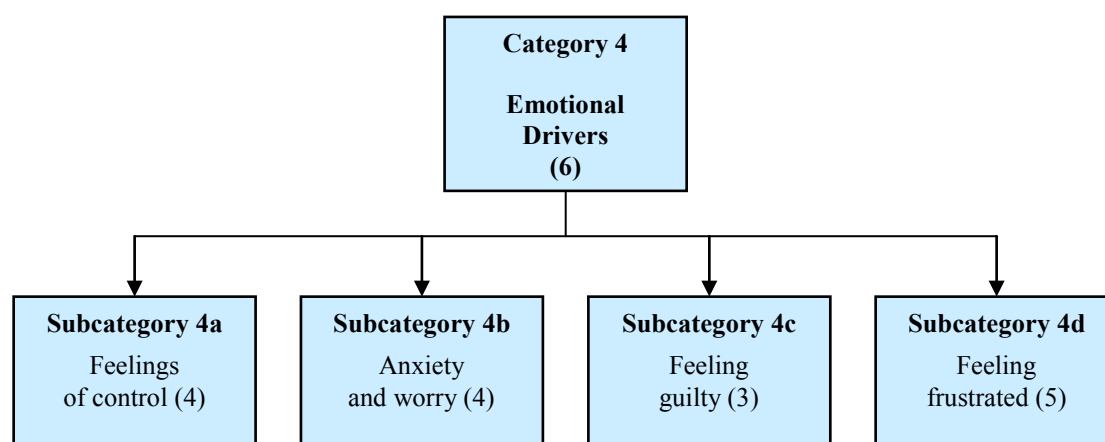 Category 4
Emotional
Drivers
(6)
Subcategory 4a
Feelings
of control (4)
Subcategory 4b
Anxiety
and worry (4)
Subcategory 4c
Feeling
guilty (3)
Subcategory 4d
Feeling
frustrated (5)